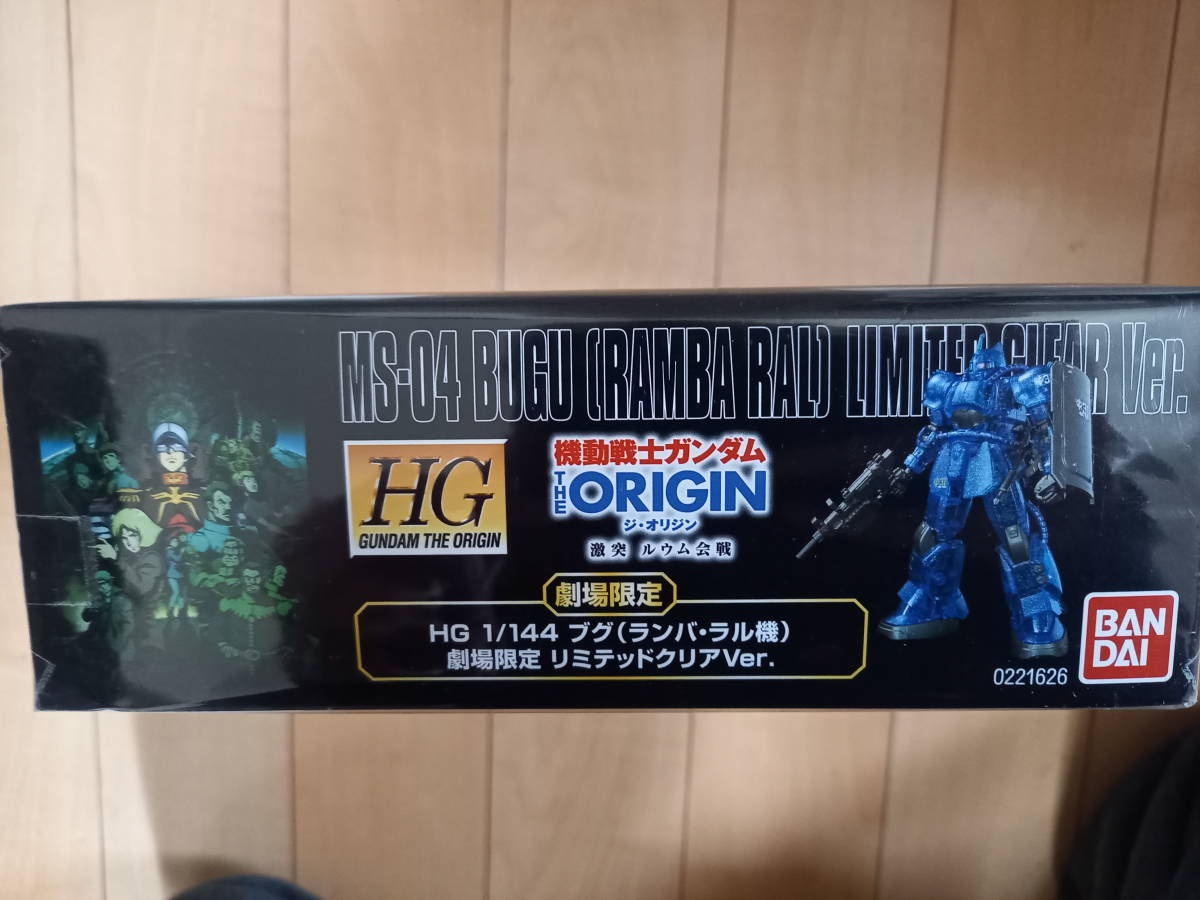 MS-04 BUGU (RAMBA RAL) LIMITED CLEAR Ver.
HG
GUNDAM THE ORIGIN
機動戦士ガンダム
THE ORIGIN
ジ・オリジン
激突 ルウム会戦
劇場限定
HG 1/144 ブグ(ランバ・ラル機)
劇場限定 リミテッドクリアVer.
0221626
BAN
DAI